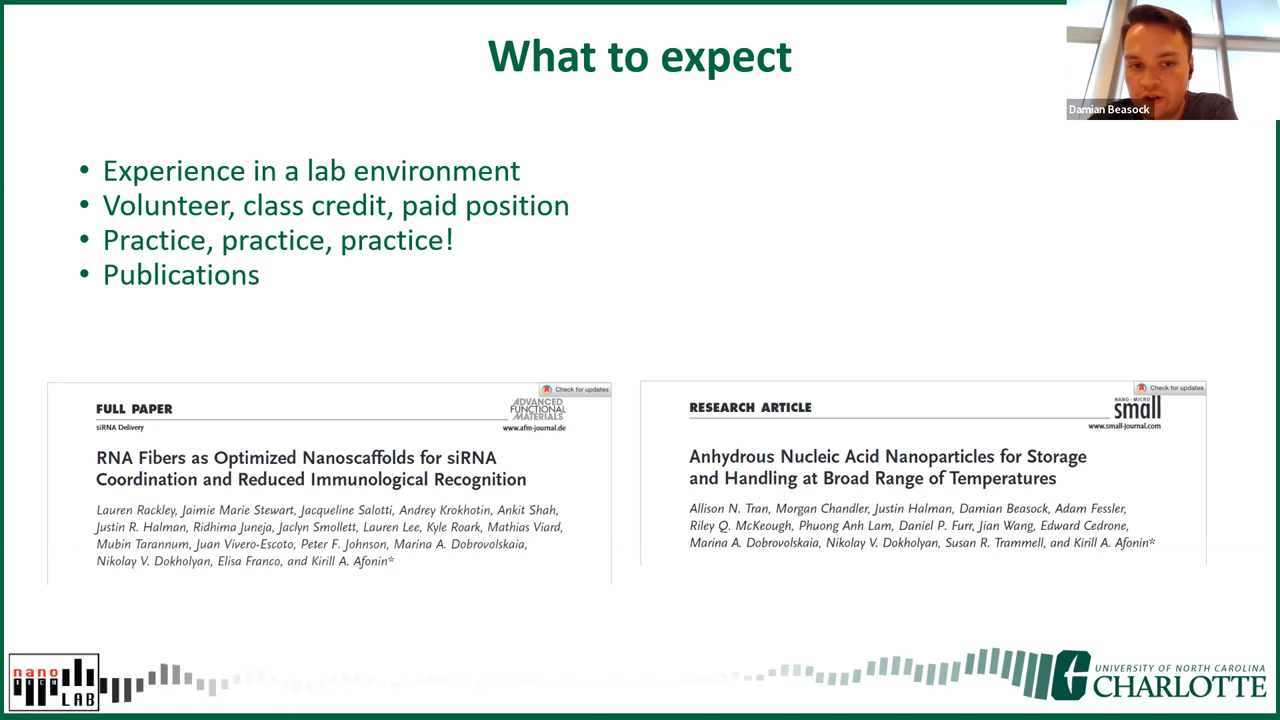 What to expect
Damian Beasock
• Experience in a lab environment
• Volunteer, class credit, paid position
• Practice, practice, practice!
• Publications
Check for updates
FULL PAPER
ADVANCED
FUNCTIONAL
MATERIALS
siRNA Delivery
www.afm-journal.de
RNA Fibers as Optimized Nanoscaffolds for siRNA
Coordination and Reduced Immunological Recognition
Lauren Rackley, Jaimie Marie Stewart, Jacqueline Salotti, Andrey Krokhotin, Ankit Shah,
Justin R. Halman, Ridhima Juneja, Jaclyn Smollett, Lauren Lee, Kyle Roark, Mathias Viard,
Mubin Tarannum, Juan Vivero-Escoto, Peter F. Johnson, Marina A. Dobrovolskaia,
Nikolay V. Dokholyan, Elisa Franco, and Kirill A. Afonin*
Check for updates
RESEARCH ARTICLE
NANO · MICRO
small
www.small-journal.com
Anhydrous Nucleic Acid Nanoparticles for Storage
and Handling at Broad Range of Temperatures
Allison N. Tran, Morgan Chandler, Justin Halman, Damian Beasock, Adam Fessler,
Riley Q. McKeough, Phuong Anh Lam, Daniel P. Furr, Jian Wang, Edward Cedrone,
Marina A. Dobrovolskaia, Nikolay V. Dokholyan, Susan R. Trammell, and Kirill A. Afonin*
nano
TECH
LAB
UNIVERSITY OF NORTH CAROLINA
CHARLOTTE